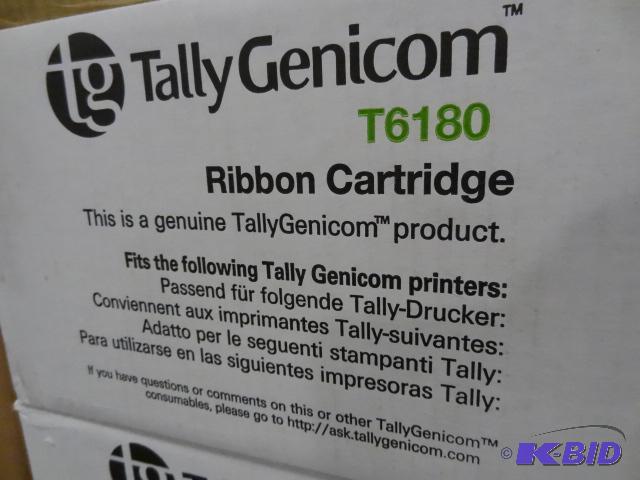 tg TallyGenicom™
T6180
Ribbon Cartridge
This is a genuine TallyGenicom™ product.
Fits the following Tally Genicom printers:
Passend für folgende Tally-Drucker:
Conviennent aux imprimantes Tally-suivantes:
Adatto per le seguenti stampanti Tally:
Para utilizarse en las siguientes impresoras Tally:
If you have questions or comments on this or other TallyGenicom™
consumables, please go to http://ask.tallygenicom.com
© K-BID
tg